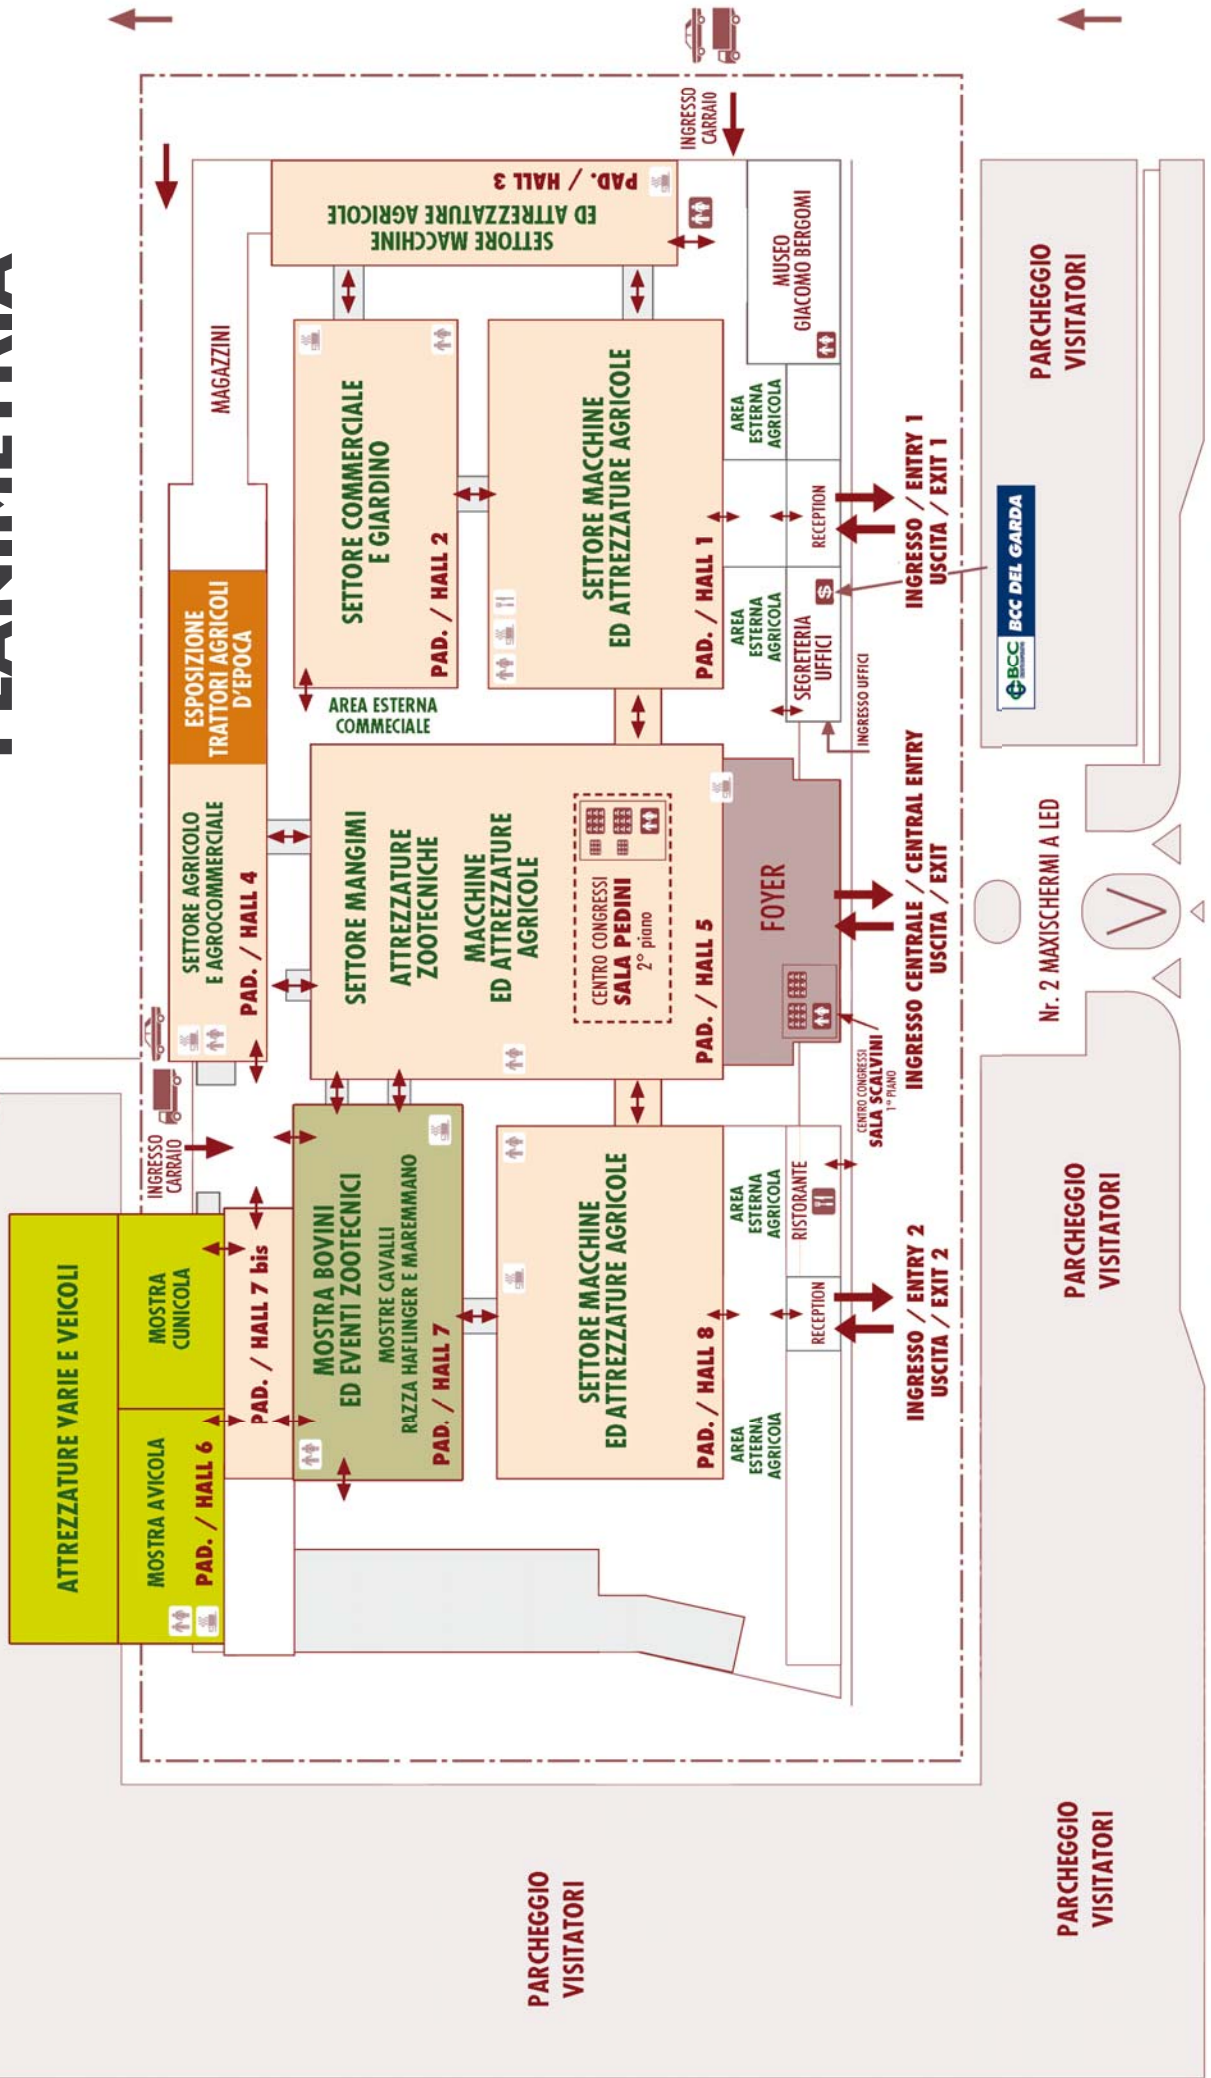 PLANIMETRIA
ATTREZZATURE VARIE E VEICOLI
MOSTRA AVICOLA
PAD. / HALL 6
MOSTRA
CUNICOLA
PAD. / HALL 7 bis
INGRESSO
CARRAIO
SETTORE AGRICOLO
E AGROCOMMERCIALE
PAD. / HALL 4
ESPOSIZIONE
TRATTORI AGRICOLI
D'EPOCA
MAGAZZINI
MOSTRA BOVINI
ED EVENTI ZOOTECNICI
MOSTRE CAVALLI
RAZZA HAFLINGER E MAREMMANO
PAD. / HALL 7
SETTORE MANGIMI
ATTREZZATURE
ZOOTECNICHE
MACCHINE
ED ATTREZZATURE
AGRICOLE
CENTRO CONGRESSI
SALA PEDINI
2° piano
PAD. / HALL 5
AREA ESTERNA
COMMECIALE
SETTORE COMMERCIALE
E GIARDINO
PAD. / HALL 2
SETTORE MACCHINE
ED ATTREZZATURE AGRICOLE
PAD. / HALL 3
SETTORE MACCHINE
ED ATTREZZATURE AGRICOLE
PAD. / HALL 8
SETTORE MACCHINE
ED ATTREZZATURE AGRICOLE
PAD. / HALL 1
INGRESSO
CARRAIO
AREA
ESTERNA
AGRICOLA
AREA
ESTERNA
AGRICOLA
FOYER
AREA
ESTERNA
AGRICOLA
AREA
ESTERNA
AGRICOLA
MUSEO
GIACOMO BERGOMI
RECEPTION
RISTORANTE
SEGRETERIA
UFFICI
$
RECEPTION
CENTRO CONGRESSI
SALA SCALVINI
1° PIANO
INGRESSO UFFICI
INGRESSO / ENTRY 2
USCITA / EXIT 2
INGRESSO CENTRALE / CENTRAL ENTRY
USCITA / EXIT
INGRESSO / ENTRY 1
USCITA / EXIT 1
BCC
BCC DEL GARDA
PARCHEGGIO
VISITATORI
PARCHEGGIO
VISITATORI
PARCHEGGIO
VISITATORI
Nr. 2 MAXISCHERMI A LED
PARCHEGGIO
VISITATORI